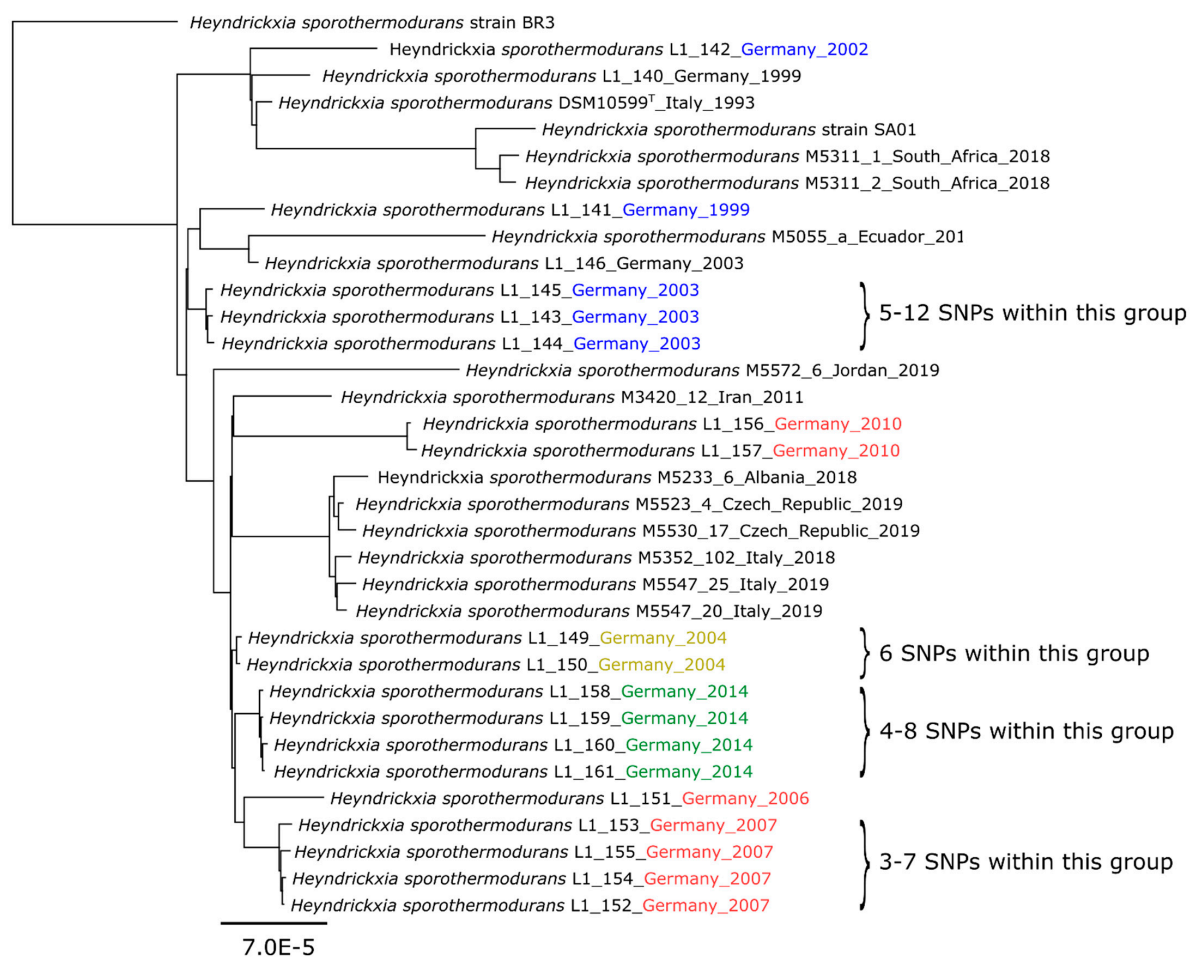 Heyndrickxia sporothermodurans strain BR3
Heyndrickxia sporothermodurans L1_142_Germany_2002
Heyndrickxia sporothermodurans L1_140_Germany_1999
Heyndrickxia sporothermodurans DSM10599ᵀ_Italy_1993
Heyndrickxia sporothermodurans strain SA01
Heyndrickxia sporothermodurans M5311_1_South_Africa_2018
Heyndrickxia sporothermodurans M5311_2_South_Africa_2018
Heyndrickxia sporothermodurans L1_141_Germany_1999
Heyndrickxia sporothermodurans M5055_a_Ecuador_201
Heyndrickxia sporothermodurans L1_146_Germany_2003
Heyndrickxia sporothermodurans L1_145_Germany_2003
Heyndrickxia sporothermodurans L1_143_Germany_2003
5-12 SNPs within this group
Heyndrickxia sporothermodurans L1_144_Germany_2003
Heyndrickxia sporothermodurans M5572_6_Jordan_2019
Heyndrickxia sporothermodurans M3420_12_Iran_2011
Heyndrickxia sporothermodurans L1_156_Germany_2010
Heyndrickxia sporothermodurans L1_157_Germany_2010
Heyndrickxia sporothermodurans M5233_6_Albania_2018
Heyndrickxia sporothermodurans M5523_4_Czech_Republic_2019
Heyndrickxia sporothermodurans M5530_17_Czech_Republic_2019
Heyndrickxia sporothermodurans M5352_102_Italy_2018
Heyndrickxia sporothermodurans M5547_25_Italy_2019
Heyndrickxia sporothermodurans M5547_20_Italy_2019
Heyndrickxia sporothermodurans L1_149_Germany_2004
6 SNPs within this group
Heyndrickxia sporothermodurans L1_150_Germany_2004
Heyndrickxia sporothermodurans L1_158_Germany_2014
Heyndrickxia sporothermodurans L1_159_Germany_2014
4-8 SNPs within this group
Heyndrickxia sporothermodurans L1_160_Germany_2014
Heyndrickxia sporothermodurans L1_161_Germany_2014
Heyndrickxia sporothermodurans L1_151_Germany_2006
Heyndrickxia sporothermodurans L1_153_Germany_2007
Heyndrickxia sporothermodurans L1_155_Germany_2007
3-7 SNPs within this group
Heyndrickxia sporothermodurans L1_154_Germany_2007
Heyndrickxia sporothermodurans L1_152_Germany_2007
7.0E-5